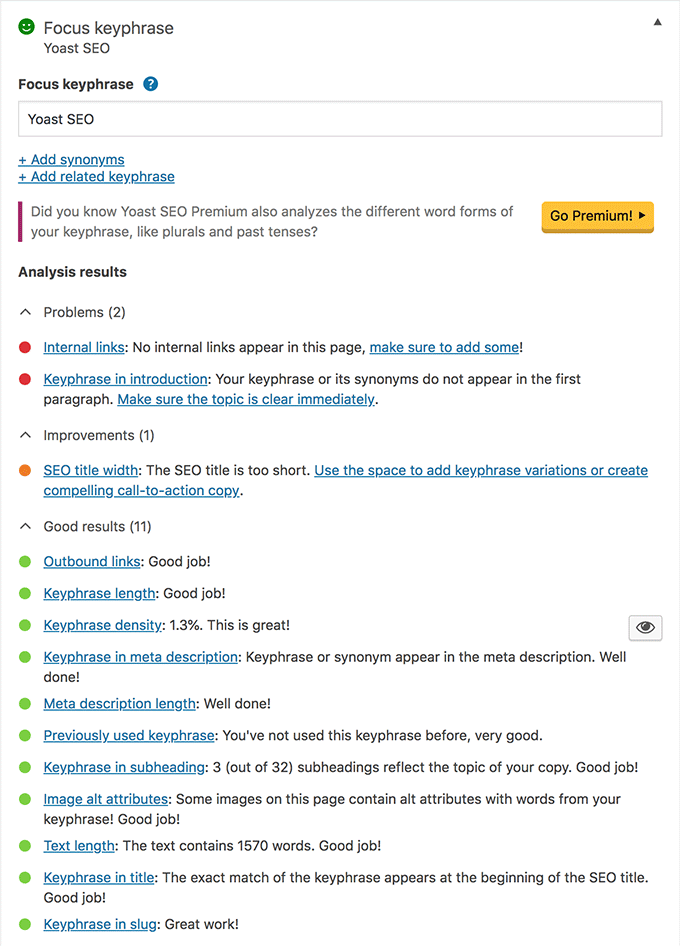 Focus keyphrase
Yoast SEO
Focus keyphrase ?
Yoast SEO
+ Add synonyms
+ Add related keyphrase
Did you know Yoast SEO Premium also analyzes the different word forms of
your keyphrase, like plurals and past tenses?
Go Premium!
Analysis results
Problems (2)
Internal links: No internal links appear in this page, make sure to add some!
Keyphrase in introduction: Your keyphrase or its synonyms do not appear in the first
paragraph. Make sure the topic is clear immediately.
Improvements (1)
SEO title width: The SEO title is too short. Use the space to add keyphrase variations or create
compelling call-to-action copy.
Good results (11)
Outbound links: Good job!
Keyphrase length: Good job!
Keyphrase density: 1.3%. This is great!
Keyphrase in meta description: Keyphrase or synonym appear in the meta description. Well
done!
Meta description length: Well done!
Previously used keyphrase: You've not used this keyphrase before, very good.
Keyphrase in subheading: 3 (out of 32) subheadings reflect the topic of your copy. Good job!
Image alt attributes: Some images on this page contain alt attributes with words from your
keyphrase! Good job!
Text length: The text contains 1570 words. Good job!
Keyphrase in title: The exact match of the keyphrase appears at the beginning of the SEO title.
Good job!
Keyphrase in slug: Great work!